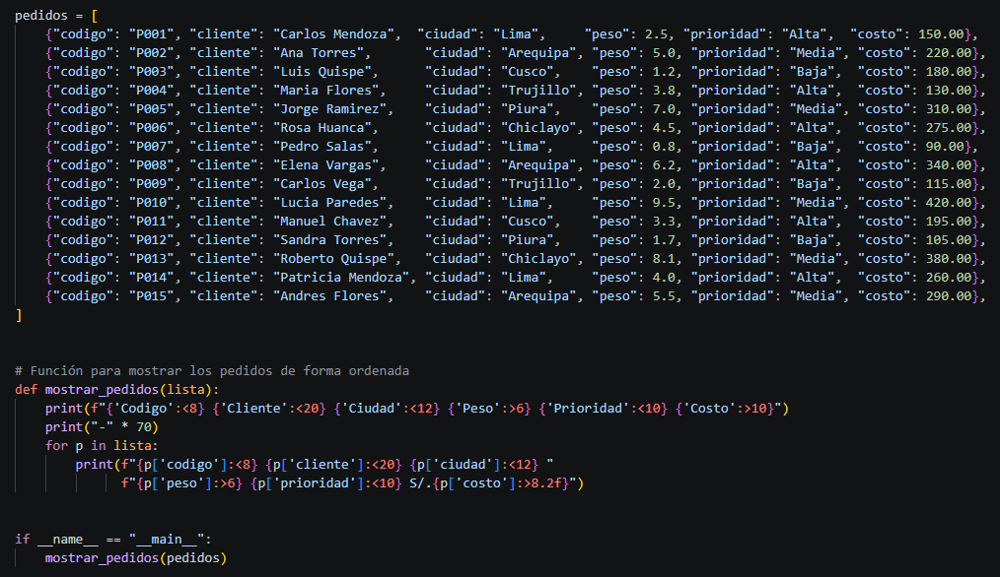 pedidos = [
    {"codigo": "P001", "cliente": "Carlos Mendoza",  "ciudad": "Lima",     "peso": 2.5, "prioridad": "Alta",  "costo": 150.00},
    {"codigo": "P002", "cliente": "Ana Torres",       "ciudad": "Arequipa", "peso": 5.0, "prioridad": "Media", "costo": 220.00},
    {"codigo": "P003", "cliente": "Luis Quispe",      "ciudad": "Cusco",    "peso": 1.2, "prioridad": "Baja",  "costo": 180.00},
    {"codigo": "P004", "cliente": "Maria Flores",     "ciudad": "Trujillo", "peso": 3.8, "prioridad": "Alta",  "costo": 130.00},
    {"codigo": "P005", "cliente": "Jorge Ramirez",    "ciudad": "Piura",    "peso": 7.0, "prioridad": "Media", "costo": 310.00},
    {"codigo": "P006", "cliente": "Rosa Huanca",      "ciudad": "Chiclayo", "peso": 4.5, "prioridad": "Alta",  "costo": 275.00},
    {"codigo": "P007", "cliente": "Pedro Salas",      "ciudad": "Lima",     "peso": 0.8, "prioridad": "Baja",  "costo": 90.00},
    {"codigo": "P008", "cliente": "Elena Vargas",     "ciudad": "Arequipa", "peso": 6.2, "prioridad": "Alta",  "costo": 340.00},
    {"codigo": "P009", "cliente": "Carlos Vega",      "ciudad": "Trujillo", "peso": 2.0, "prioridad": "Baja",  "costo": 115.00},
    {"codigo": "P010", "cliente": "Lucia Paredes",    "ciudad": "Lima",     "peso": 9.5, "prioridad": "Media", "costo": 420.00},
    {"codigo": "P011", "cliente": "Manuel Chavez",    "ciudad": "Cusco",    "peso": 3.3, "prioridad": "Alta",  "costo": 195.00},
    {"codigo": "P012", "cliente": "Sandra Torres",    "ciudad": "Piura",    "peso": 1.7, "prioridad": "Baja",  "costo": 105.00},
    {"codigo": "P013", "cliente": "Roberto Quispe",   "ciudad": "Chiclayo", "peso": 8.1, "prioridad": "Media", "costo": 380.00},
    {"codigo": "P014", "cliente": "Patricia Mendoza", "ciudad": "Lima",     "peso": 4.0, "prioridad": "Alta",  "costo": 260.00},
    {"codigo": "P015", "cliente": "Andres Flores",    "ciudad": "Arequipa", "peso": 5.5, "prioridad": "Media", "costo": 290.00},
]
# Función para mostrar los pedidos de forma ordenada
def mostrar_pedidos(lista):
    print(f"{'Codigo':<8} {'Cliente':<20} {'Ciudad':<12} {'Peso':>6} {'Prioridad':<10} {'Costo':>10}")
    print("-" * 70)
    for p in lista:
        print(f"{p['codigo']:<8} {p['cliente']:<20} {p['ciudad']:<12} "
              f"{p['peso']:>6} {p['prioridad']:<10} S/.{p['costo']:>8.2f}")
if __name__ == "__main__":
    mostrar_pedidos(pedidos)